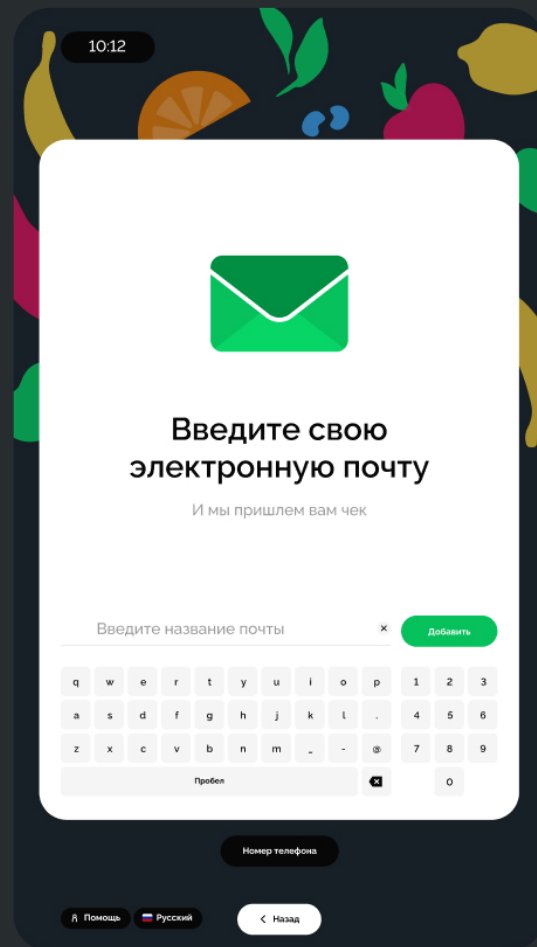 10:12
Введите свою
электронную почту
И мы пришлем вам чек
Введите название почты
Добавить
q w e r t y u i o p 1 2 3
a s d f g h j k l . 4 5 6
z x c v b n m _ - @ 7 8 9
Пробел 0
Номер телефона
Помощь Русский Назад